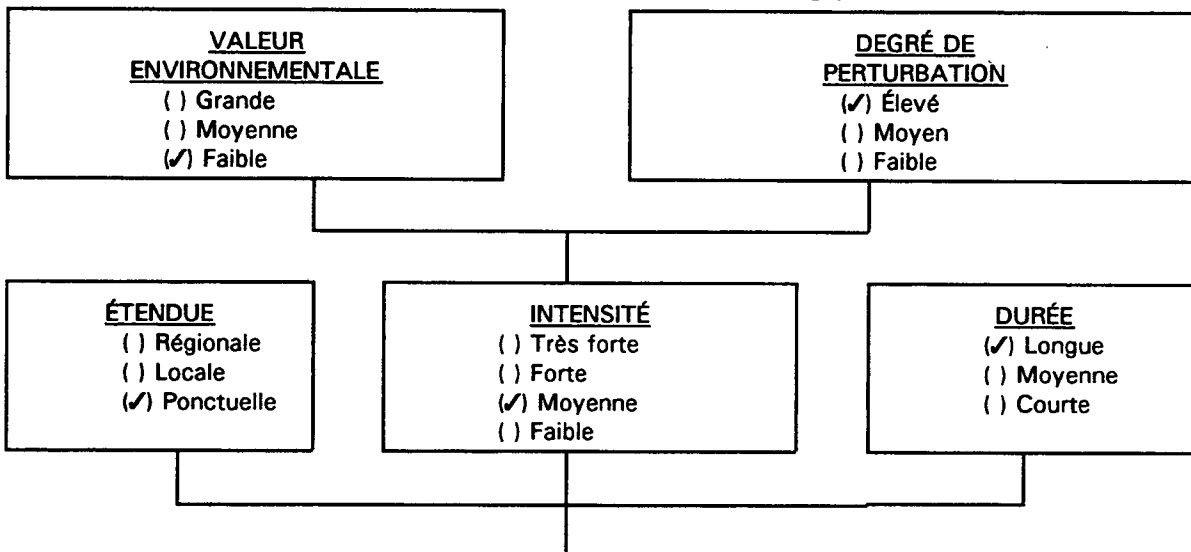 VALEUR
ENVIRONNEMENTALE
( ) Grande
( ) Moyenne
(✓) Faible
DEGRÉ DE
PERTURBATION
(✓) Élevé
( ) Moyen
( ) Faible
ÉTENDUE
( ) Régionale
( ) Locale
(✓) Ponctuelle
INTENSITÉ
( ) Très forte
( ) Forte
(✓) Moyenne
( ) Faible
DURÉE
(✓) Longue
( ) Moyenne
( ) Courte